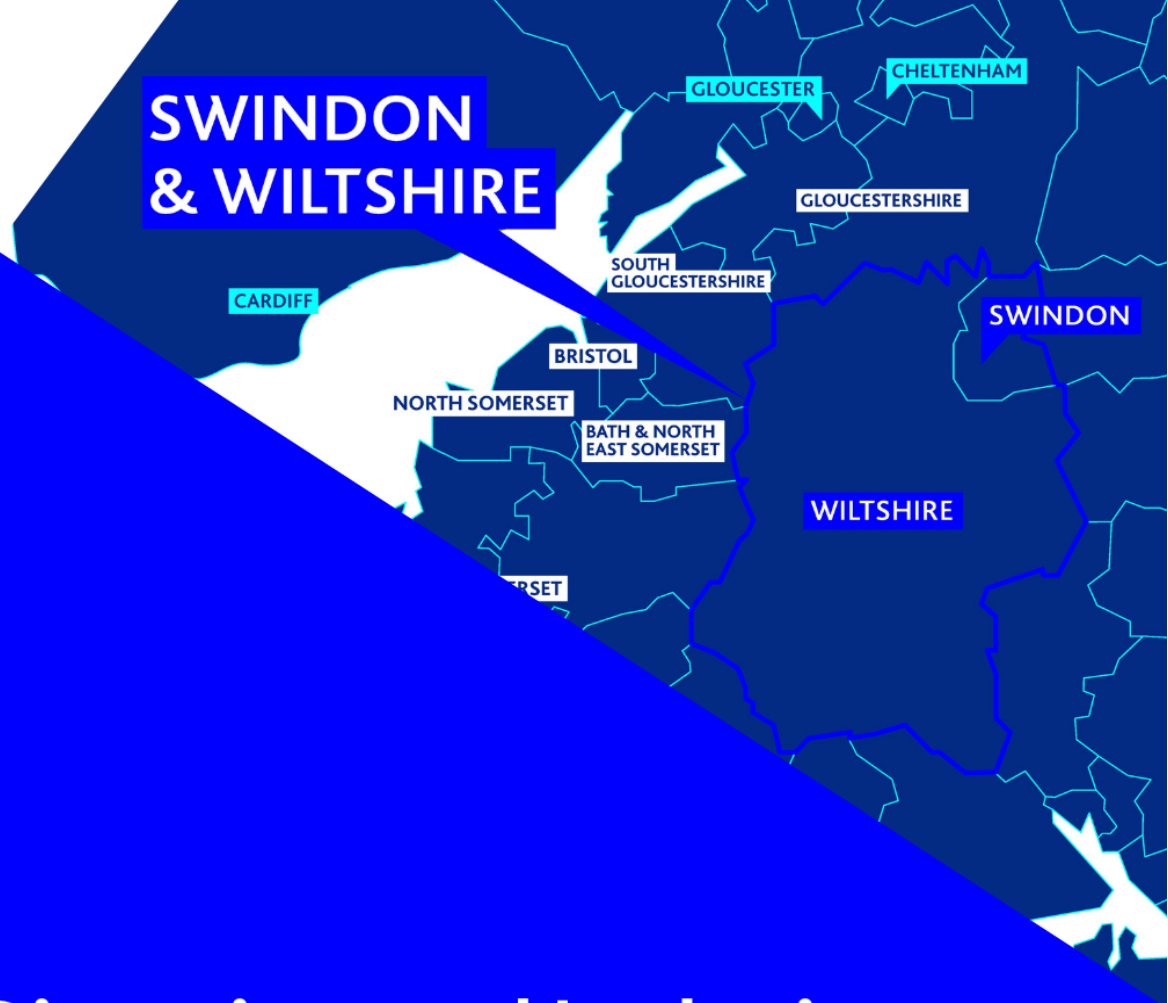 SWINDON
& WILTSHIRE
GLOUCESTER
CHELTENHAM
GLOUCESTERSHIRE
SOUTH
GLOUCESTERSHIRE
CARDIFF
SWINDON
BRISTOL
NORTH SOMERSET
BATH & NORTH
EAST SOMERSET
WILTSHIRE